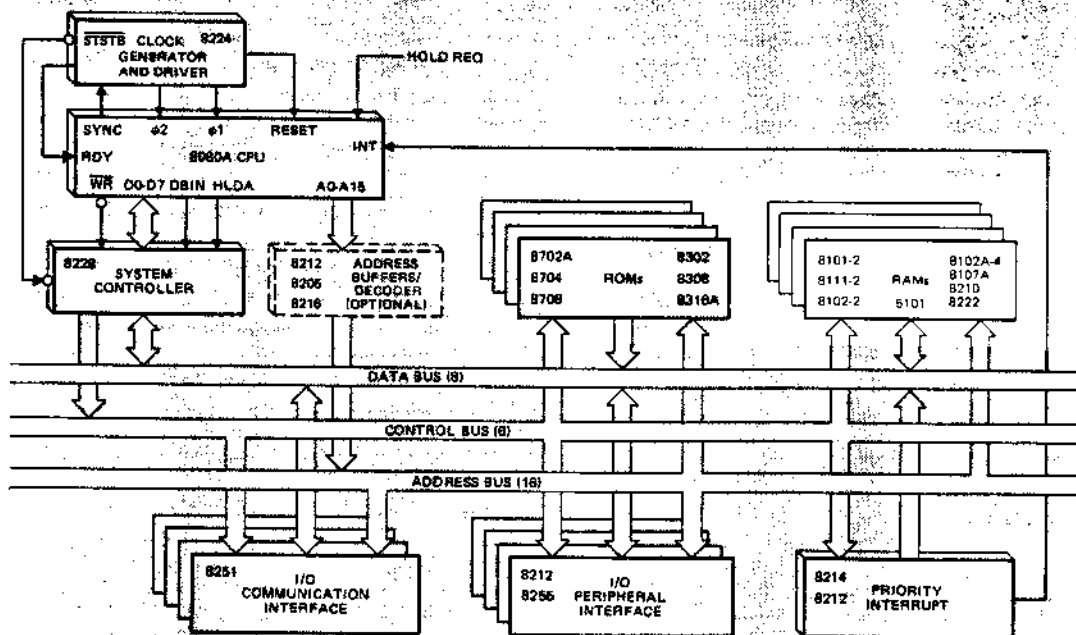 STSTB CLOCK 8224
GENERATOR
AND DRIVER
HOLD REQ
SYNC φ2 φ1 RESET
INT
RDY 8080A CPU
WR D0-D7 DBIN HLDA A0-A15
8228
SYSTEM
CONTROLLER
8212 ADDRESS
8205 BUFFERS/
DECODER
8216 (OPTIONAL)
8702A 8302
8704 ROMs 8308
8708 8316A
8101-2 8102A-4
8107A
8111-2 RAMs 8210
8102-2 5101 8222
DATA BUS (8)
CONTROL BUS (6)
ADDRESS BUS (16)
8251 I/O
COMMUNICATION
INTERFACE
8212 I/O
8255 PERIPHERAL
INTERFACE
8214 PRIORITY
8212 INTERRUPT